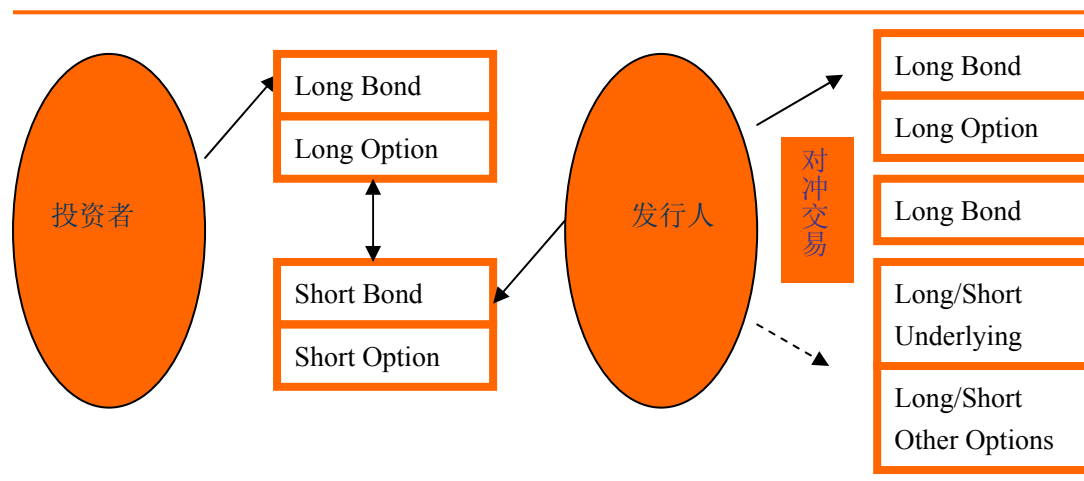 投资者
Long Bond
Long Option
Short Bond
Short Option
发行人
对冲交易
Long Bond
Long Option
Long Bond
Long/Short
Underlying
Long/Short
Other Options